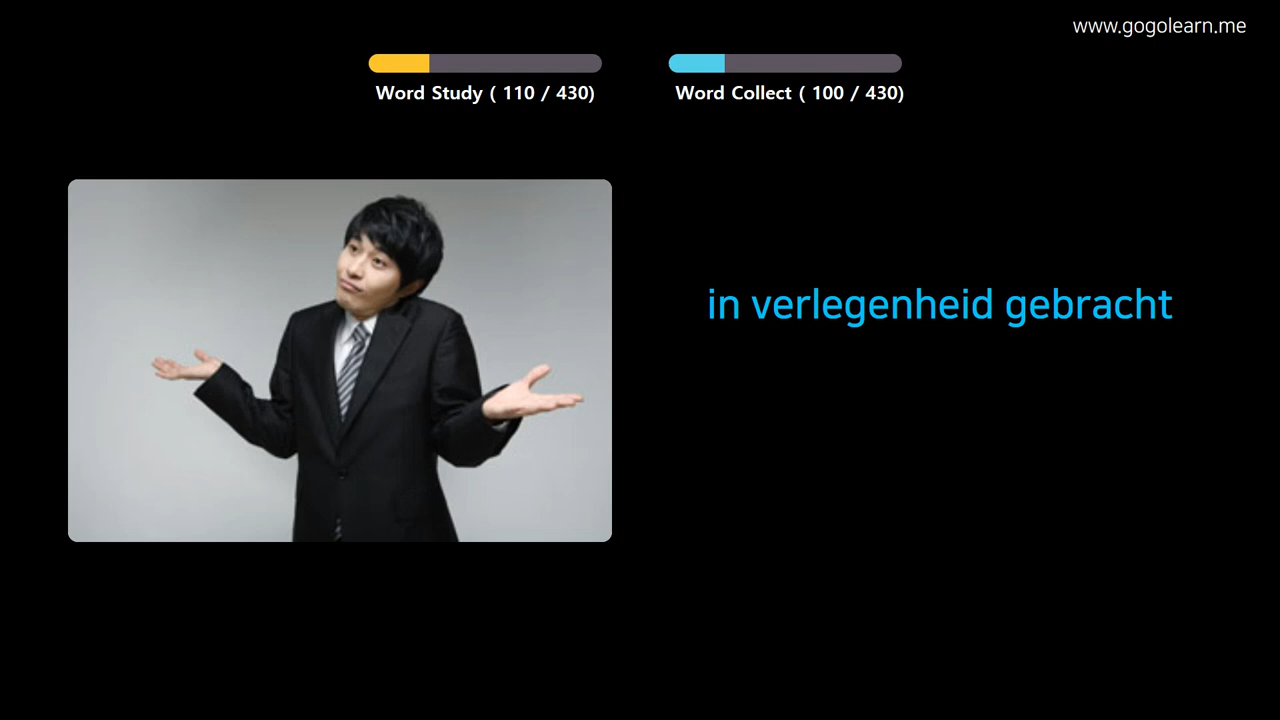 www.gogolearn.me
Word Study ( 110 / 430)
Word Collect ( 100 / 430)
in verlegenheid gebracht